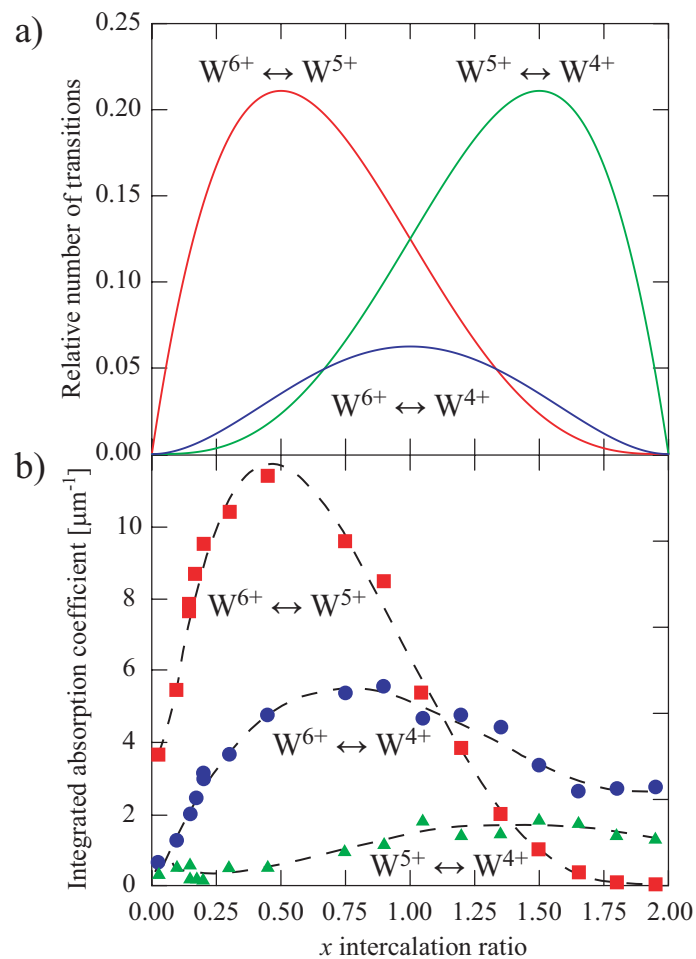 a)
W⁶⁺ ↔ W⁵⁺
W⁵⁺ ↔ W⁴⁺
W⁶⁺ ↔ W⁴⁺
Relative number of transitions
0.25
0.20
0.15
0.10
0.05
0.00
b)
W⁶⁺ ↔ W⁵⁺
W⁶⁺ ↔ W⁴⁺
W⁵⁺ ↔ W⁴⁺
Integrated absorption coefficient [µm⁻¹]
10
8
6
4
2
0
0.00 0.25 0.50 0.75 1.00 1.25 1.50 1.75 2.00
x intercalation ratio